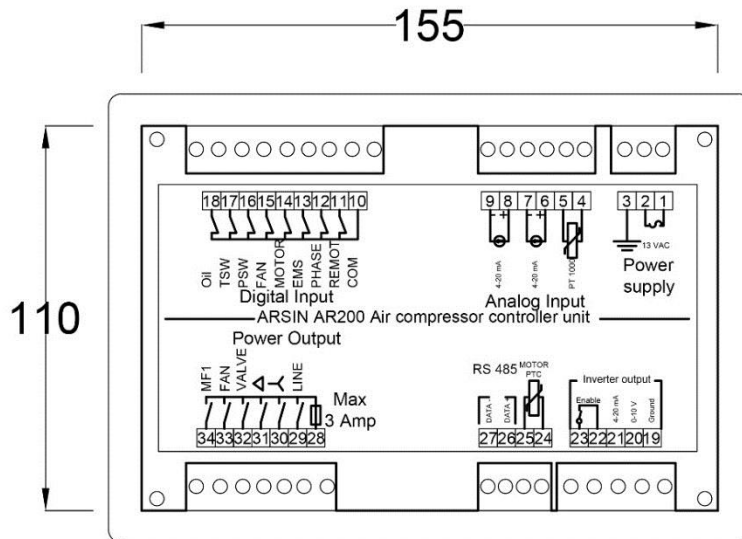 155
110
18 17 16 15 14 13 12 11 10
9 8 7 6 5 4
3 2 1
Oil
TSW
PSW
FAN
MOTOR
EMS
PHASE
REMOT
COM
- +
- +
4-20 mA
4-20 mA
PT 1000
13 VAC
Digital Input
Analog Input
Power
supply
ARSIN AR200 Air compressor controller unit
Power Output
MF1
FAN
VALVE
LINE
Max
3 Amp
34 33 32 31 30 29 28
RS 485
DATA -
DATA +
MOTOR
PTC
27 26 25 24
Inverter output
Enable
4-20 mA
0-10 V
Ground
23 22 21 20 19